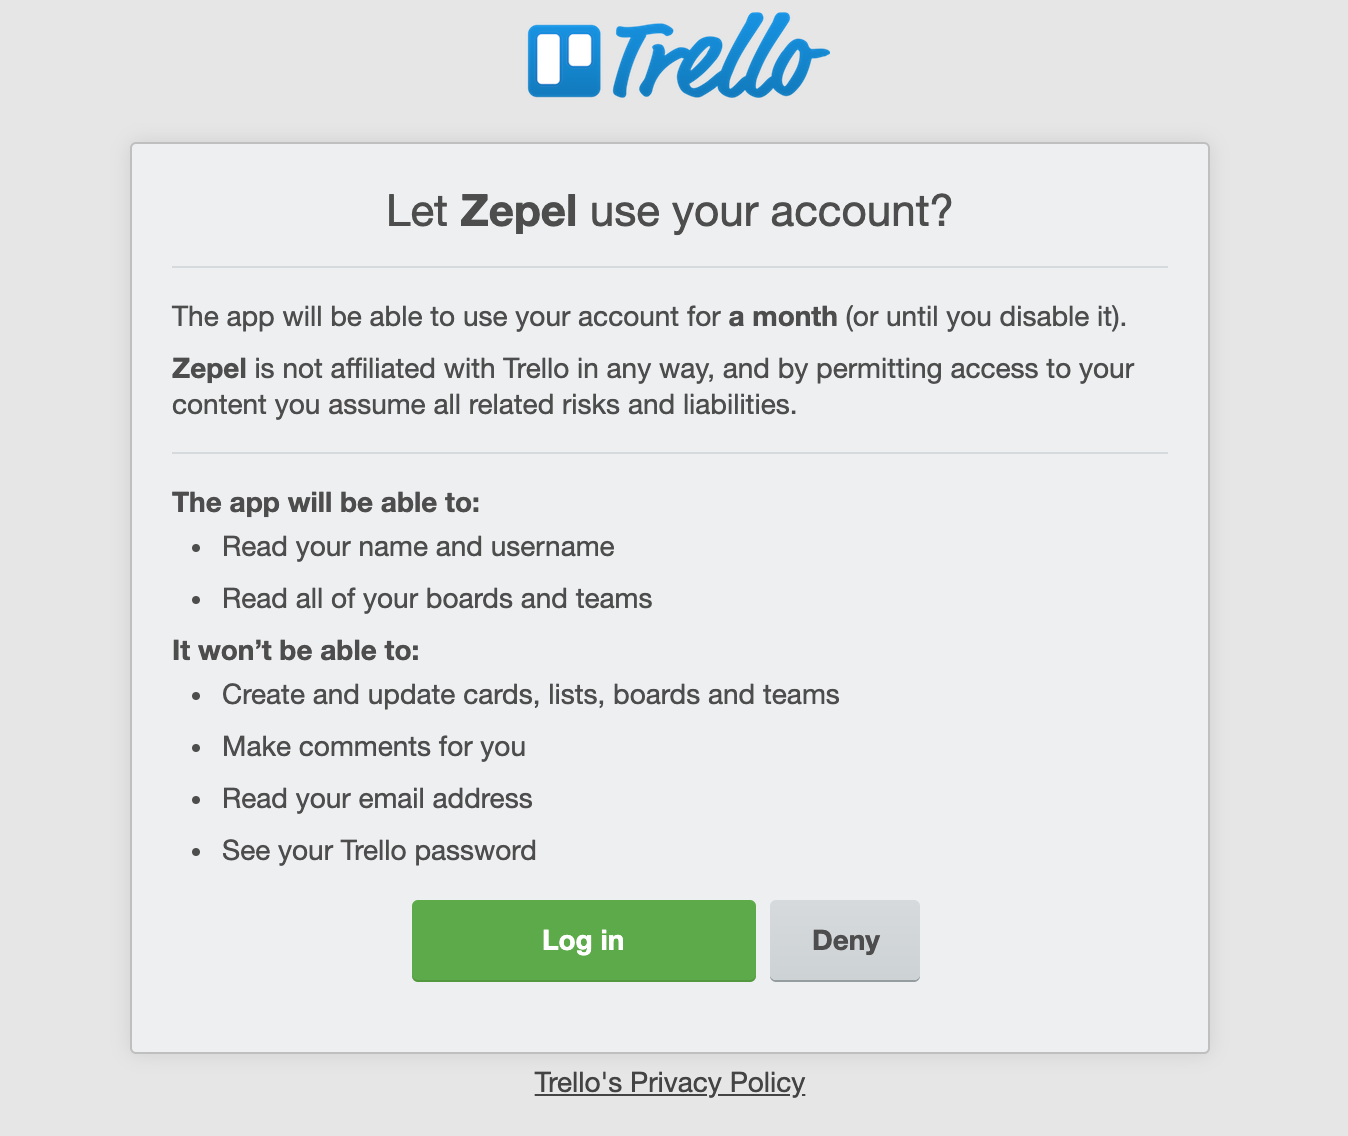 Trello
Let Zepel use your account?
The app will be able to use your account for a month (or until you disable it).
Zepel is not affiliated with Trello in any way, and by permitting access to your
content you assume all related risks and liabilities.
The app will be able to:
• Read your name and username
• Read all of your boards and teams
It won’t be able to:
• Create and update cards, lists, boards and teams
• Make comments for you
• Read your email address
• See your Trello password
Log in
Deny
Trello's Privacy Policy